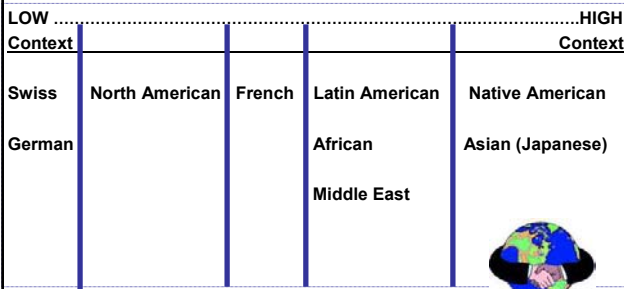 LOW ........................................................................................................HIGH
Context Context
Swiss North American French Latin American Native American
German African Asian (Japanese)
Middle East